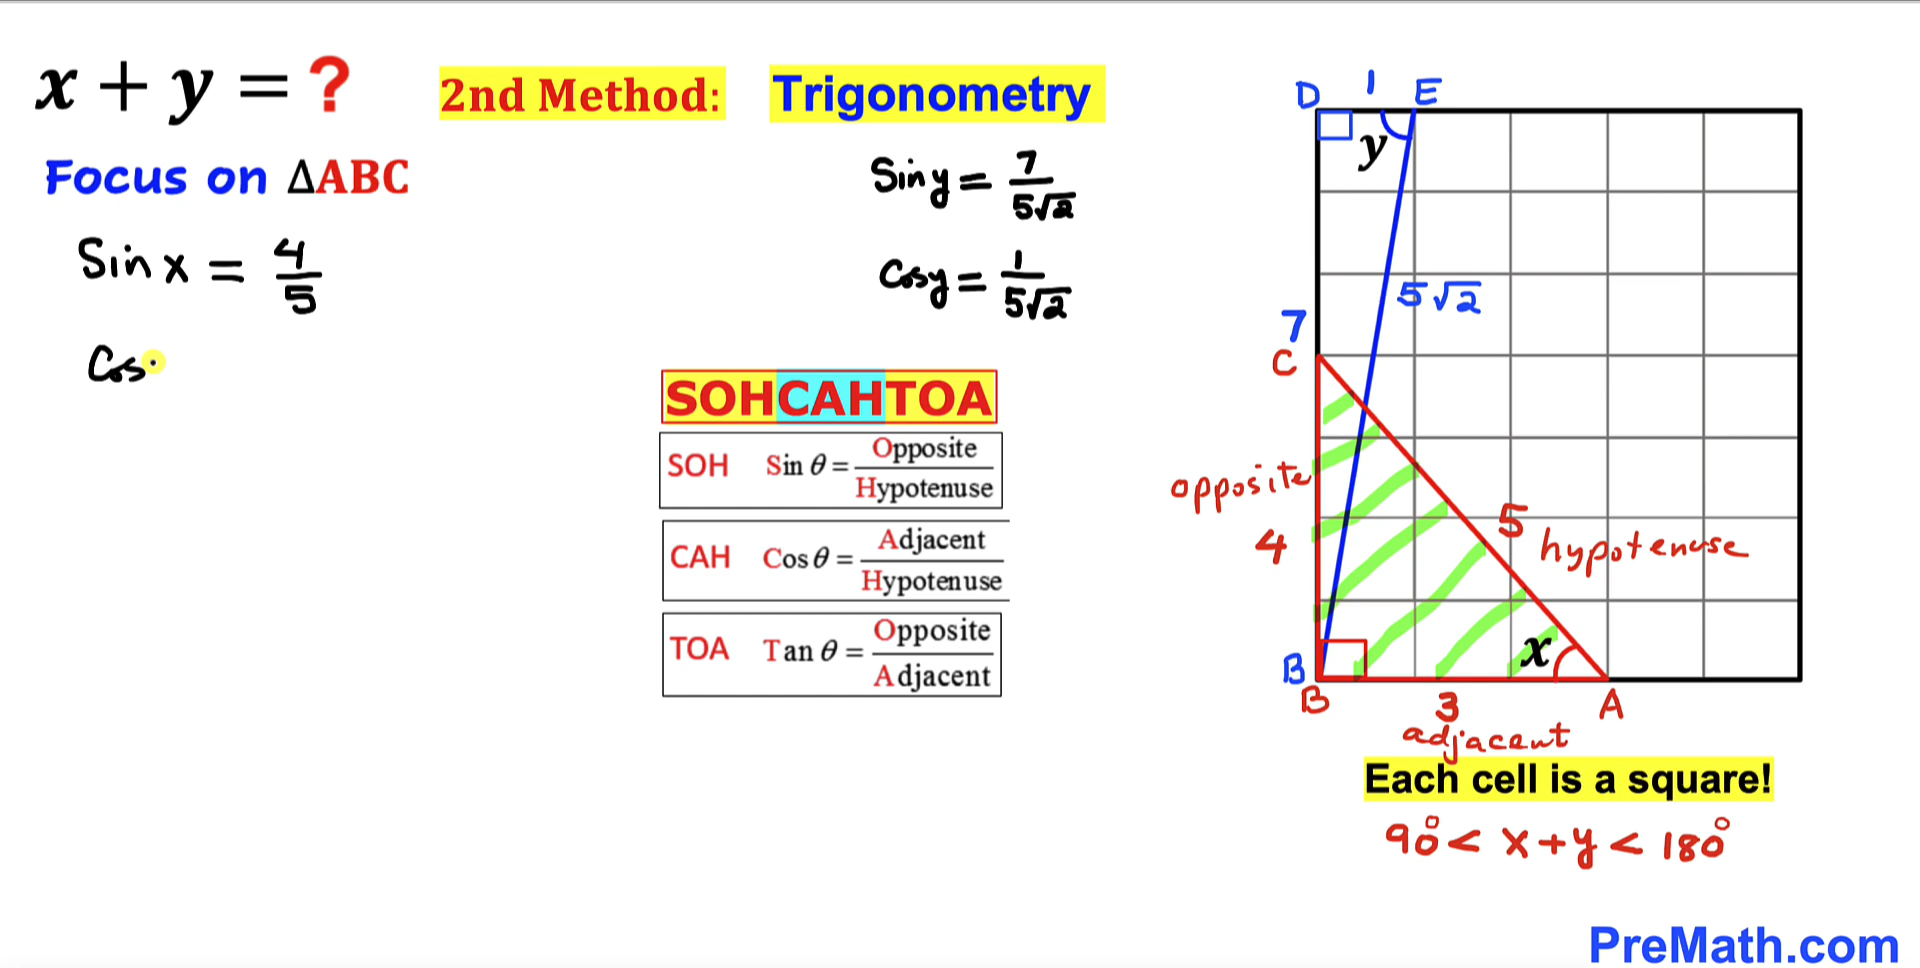 x + y = ?
2nd Method: Trigonometry
Focus on ΔABC
Sin x = 4/5
Cos
Sin y = 7/5√2
Cos y = 1/5√2
SOHCAHTOA
SOH Sin θ = Opposite/Hypotenuse
CAH Cos θ = Adjacent/Hypotenuse
TOA Tan θ = Opposite/Adjacent
D 1 E
y
5√2
7
C
opposite
4
5
hypotenuse
x
B
B 3 A
adjacent
Each cell is a square!
90° < x + y < 180°
PreMath.com